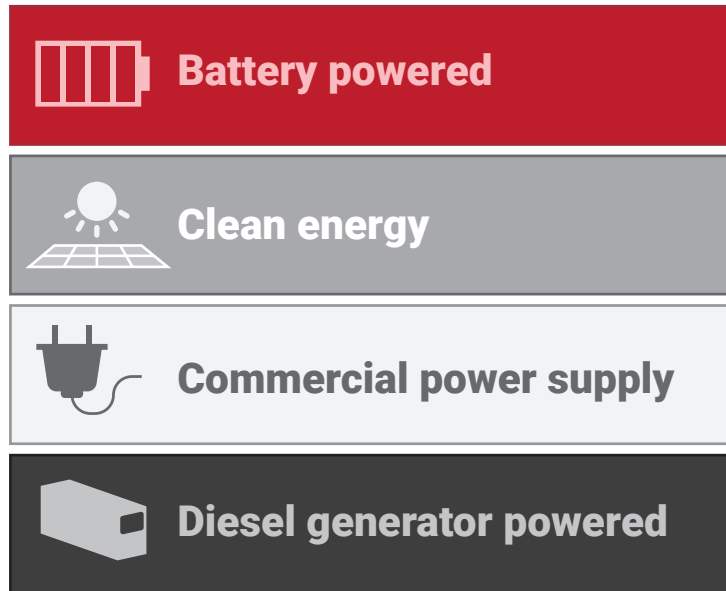 Battery powered
Clean energy
Commercial power supply
Diesel generator powered